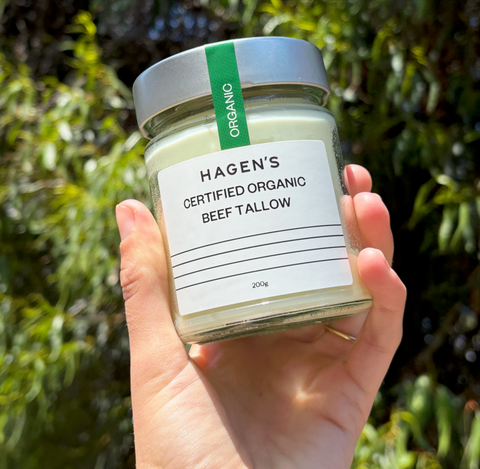 ORGANIC
HAGEN'S
CERTIFIED ORGANIC
BEEF TALLOW
200g